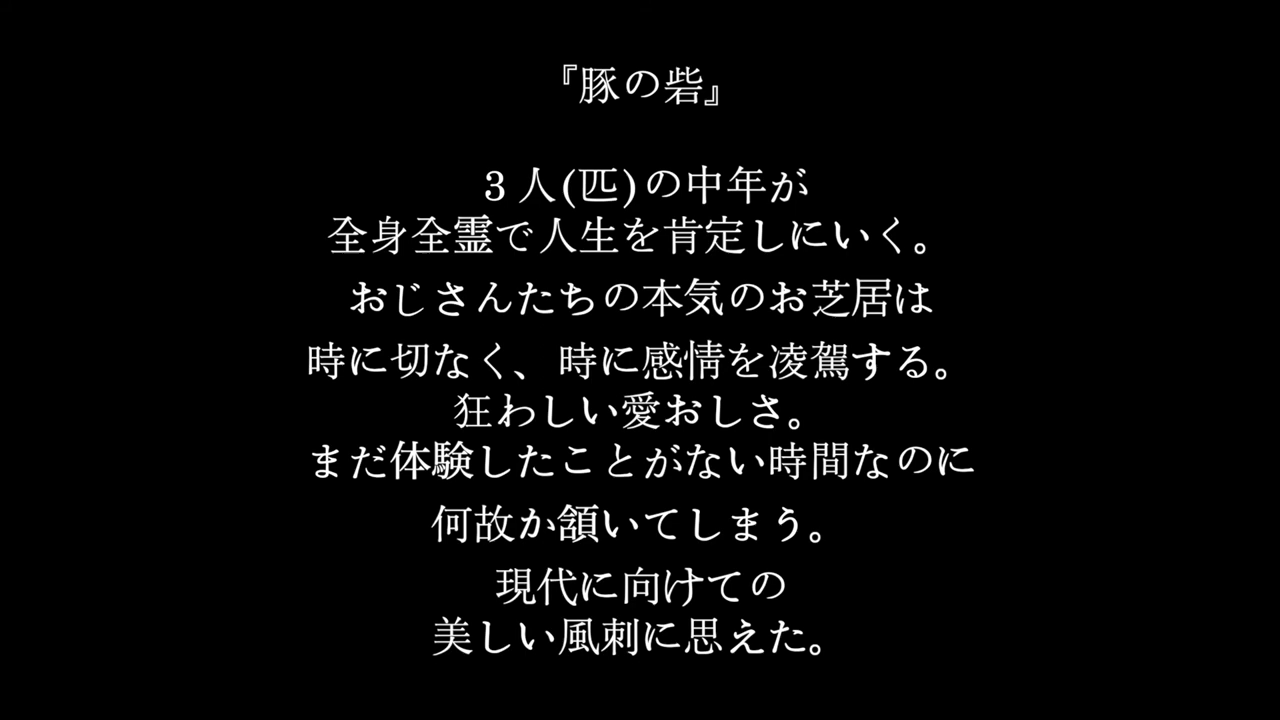 『豚の砦』
3人(匹)の中年が
全身全霊で人生を肯定しにいく。
おじさんたちの本気のお芝居は
時に切なく、時に感情を凌駕する。
狂わしい愛おしさ。
まだ体験したことがない時間なのに
何故か頷いてしまう。
現代に向けての
美しい風刺に思えた。